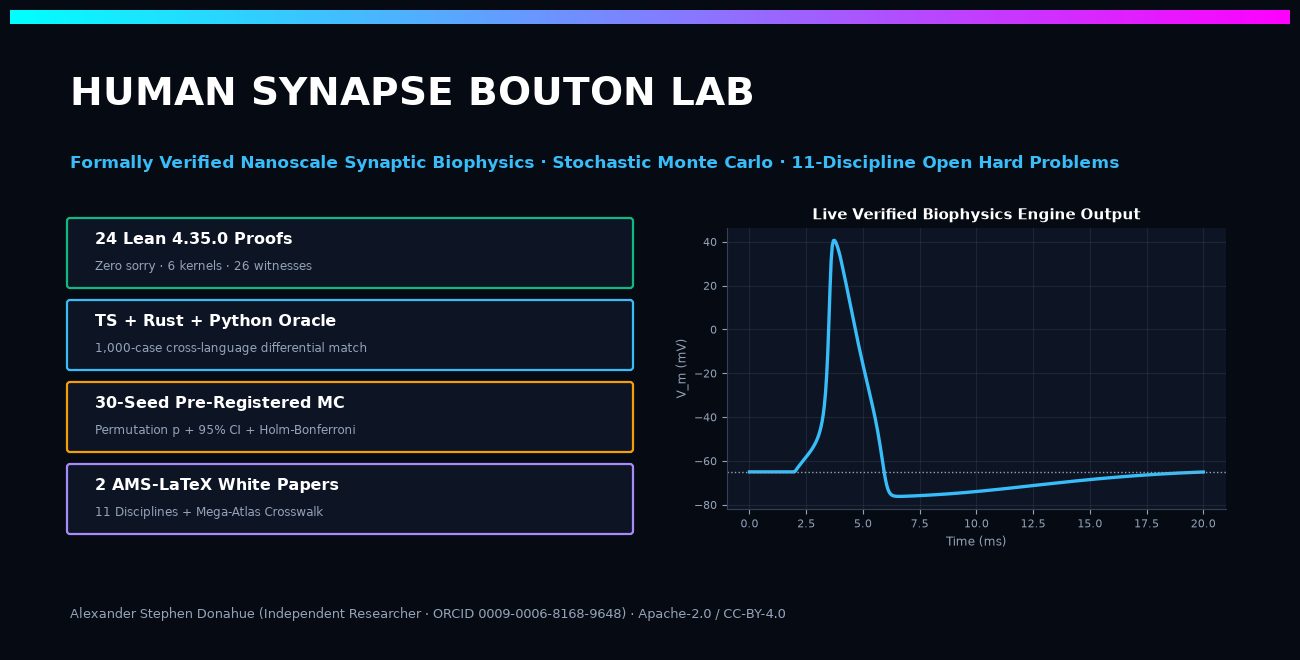 HUMAN SYNAPSE BOUTON LAB
Formally Verified Nanoscale Synaptic Biophysics · Stochastic Monte Carlo · 11-Discipline Open Hard Problems
24 Lean 4.35.0 Proofs
Zero sorry · 6 kernels · 26 witnesses
TS + Rust + Python Oracle
1,000-case cross-language differential match
30-Seed Pre-Registered MC
Permutation p + 95% CI + Holm-Bonferroni
2 AMS-LaTeX White Papers
11 Disciplines + Mega-Atlas Crosswalk
Live Verified Biophysics Engine Output
V_m (mV)
40
20
0
−20
−40
−60
−80
0.0 2.5 5.0 7.5 10.0 12.5 15.0 17.5 20.0
Time (ms)
Alexander Stephen Donahue (Independent Researcher · ORCID 0009-0006-8168-9648) · Apache-2.0 / CC-BY-4.0